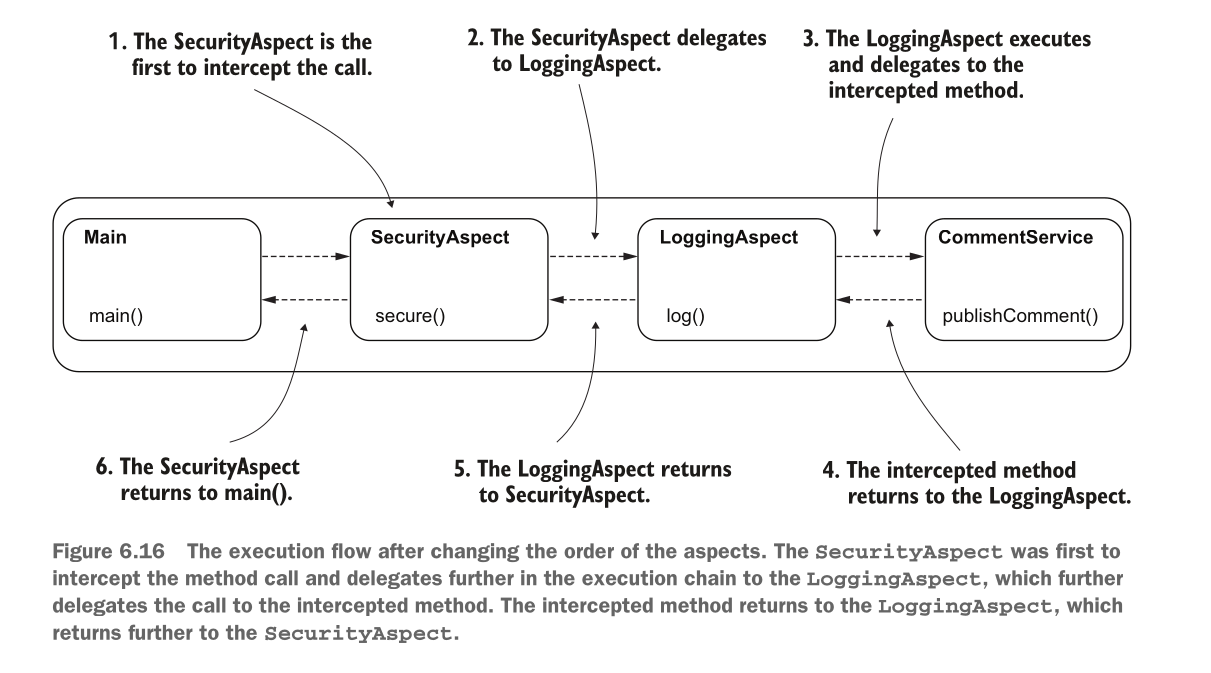 1. The SecurityAspect is the
first to intercept the call.
2. The SecurityAspect delegates
to LoggingAspect.
3. The LoggingAspect executes
and delegates to the
intercepted method.
Main
main()
SecurityAspect
secure()
LoggingAspect
log()
CommentService
publishComment()
6. The SecurityAspect
returns to main().
5. The LoggingAspect returns
to SecurityAspect.
4. The intercepted method
returns to the LoggingAspect.
Figure 6.16 The execution flow after changing the order of the aspects. The SecurityAspect was first to
intercept the method call and delegates further in the execution chain to the LoggingAspect, which further
delegates the call to the intercepted method. The intercepted method returns to the LoggingAspect, which
returns further to the SecurityAspect.